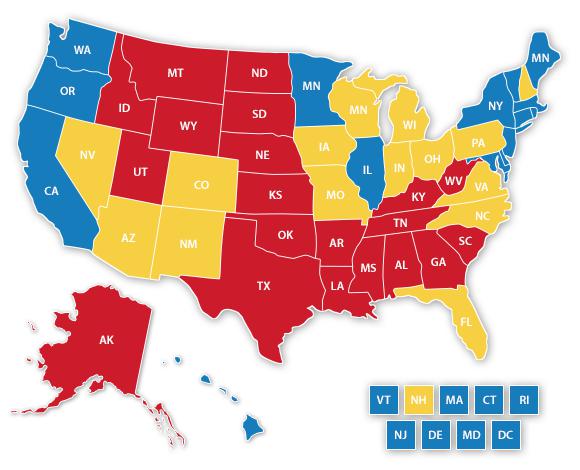 WA
MN
MT
ND
MN
OR
ID
SD
MN
WI
NY
WY
NV
NE
IA
PA
UT
CO
IL
IN
OH
CA
KS
MO
KY
WV
VA
AZ
NM
OK
AR
TN
NC
TX
LA
MS
AL
GA
SC
FL
AK
VT NH MA CT RI
NJ DE MD DC